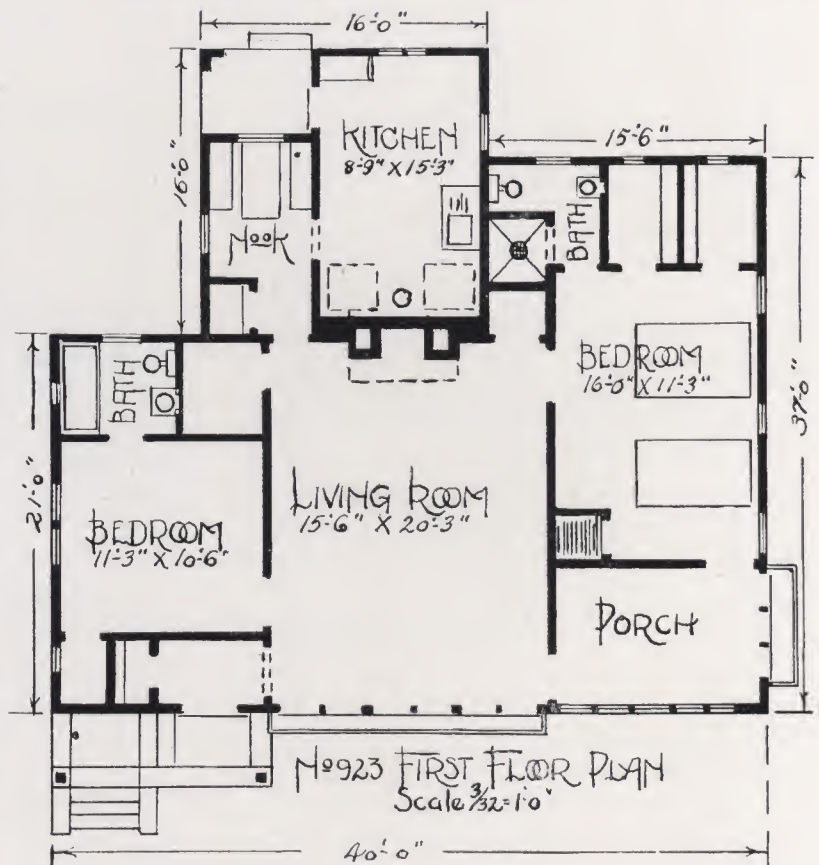 16'-0"
15'-6"
16'-0"
KITCHEN
8'-9" X 15'-3"
NOOK
BATH
BATH
BEDROOM
16'-0" X 11'-3"
37'-0"
21'-0"
LIVING ROOM
15'-6" X 20'-3"
BEDROOM
11'-3" X 10'-6"
PORCH
No 923 FIRST FLOOR PLAN
Scale 3/32 = 1'-0"
40'-0"